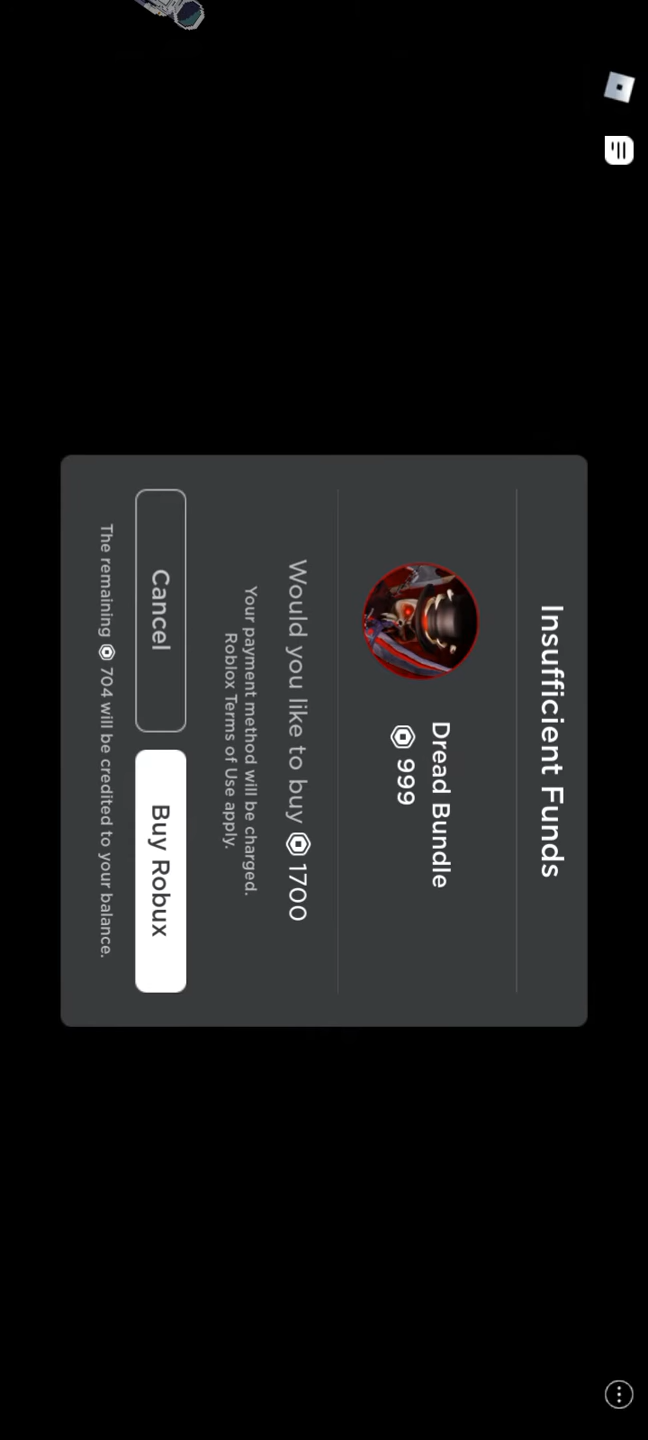 Insufficient Funds
Dread Bundle
999
Would you like to buy 1700
Your payment method will be charged.
Roblox Terms of Use apply.
Cancel
Buy Robux
The remaining 704 will be credited to your balance.